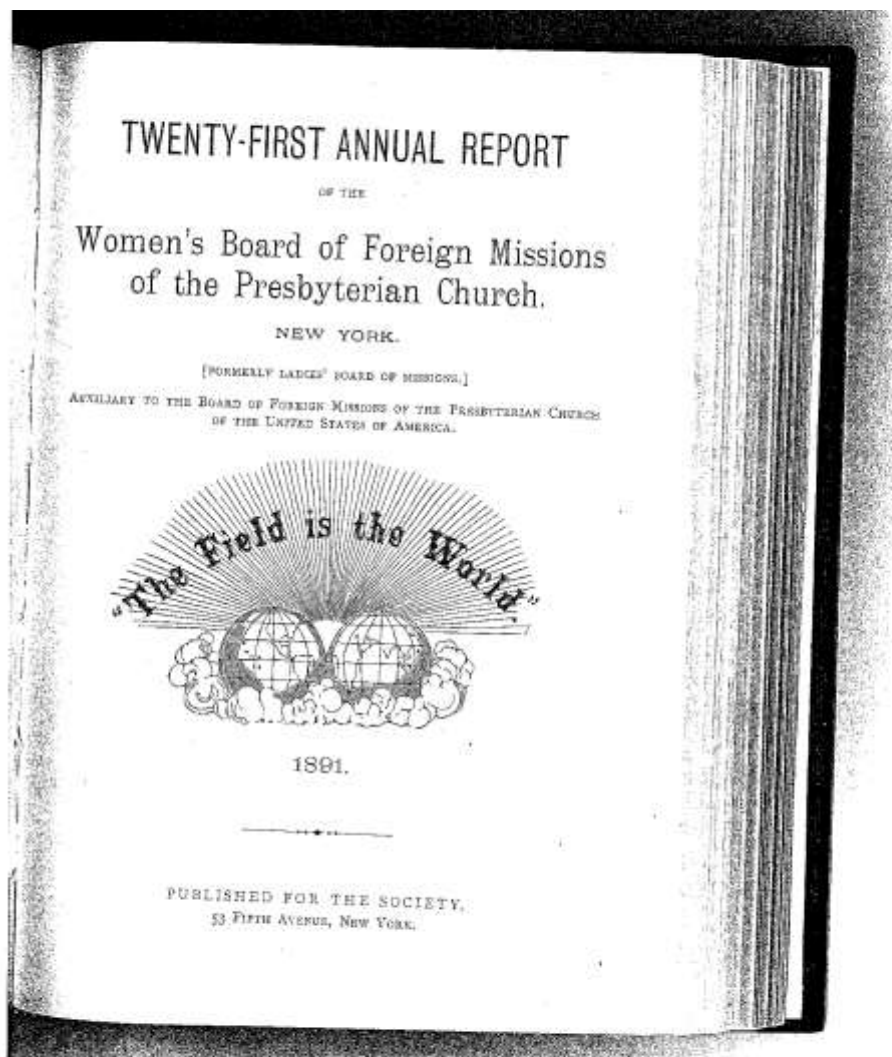 TWENTY-FIRST ANNUAL REPORT
OF THE
Women's Board of Foreign Missions
of the Presbyterian Church.
NEW YORK.
[FORMERLY LADIES' BOARD OF MISSIONS.]
AUXILIARY TO THE BOARD OF FOREIGN MISSIONS OF THE PRESBYTERIAN CHURCH
OF THE UNITED STATES OF AMERICA.
"The Field is the World"
1891.
PUBLISHED FOR THE SOCIETY,
53 FIFTH AVENUE, NEW YORK.